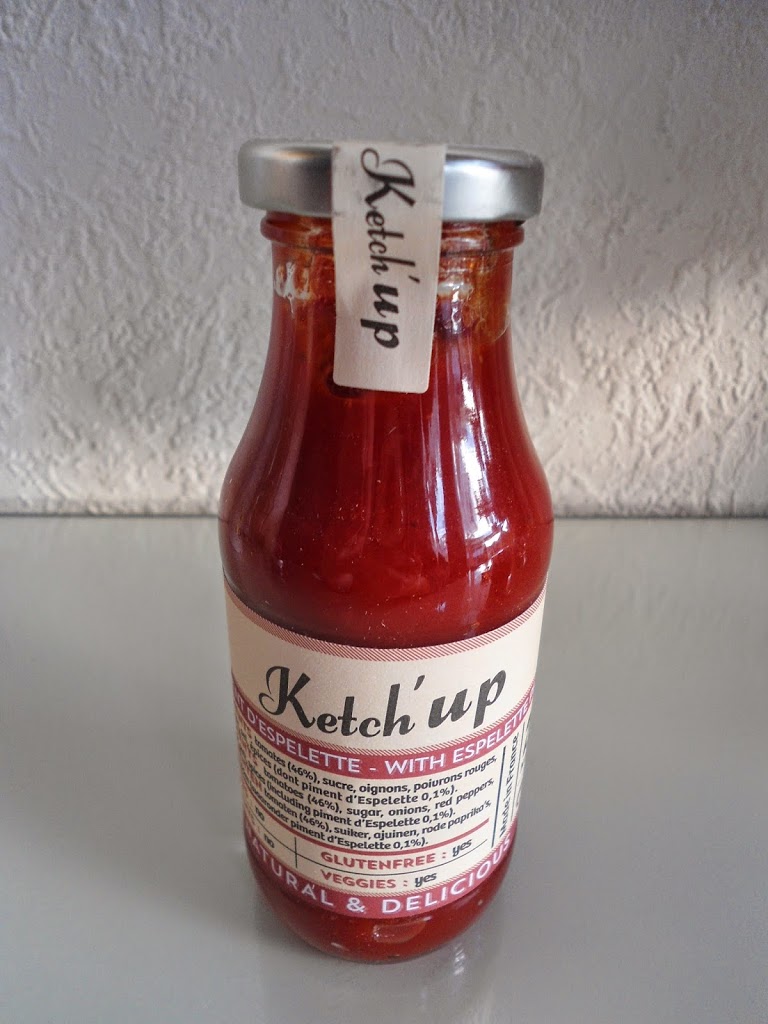 Ketch'up
Ketch'up
D'ESPELETTE - WITH ESPELETTE
tomates (46%), sucre, oignons, poivrons rouges,
épices (dont piment d'Espelette 0,1%).
tomatoes (46%), sugar, onions, red peppers,
(including piment d'Espelette 0,1%).
tomaten (46%), suiker, ajuinen, rode paprika's,
piment d'Espelette 0,1%).
no
no
GLUTENFREE : yes
VEGGIES : yes
NATURAL & DELICIOUS
Made in France